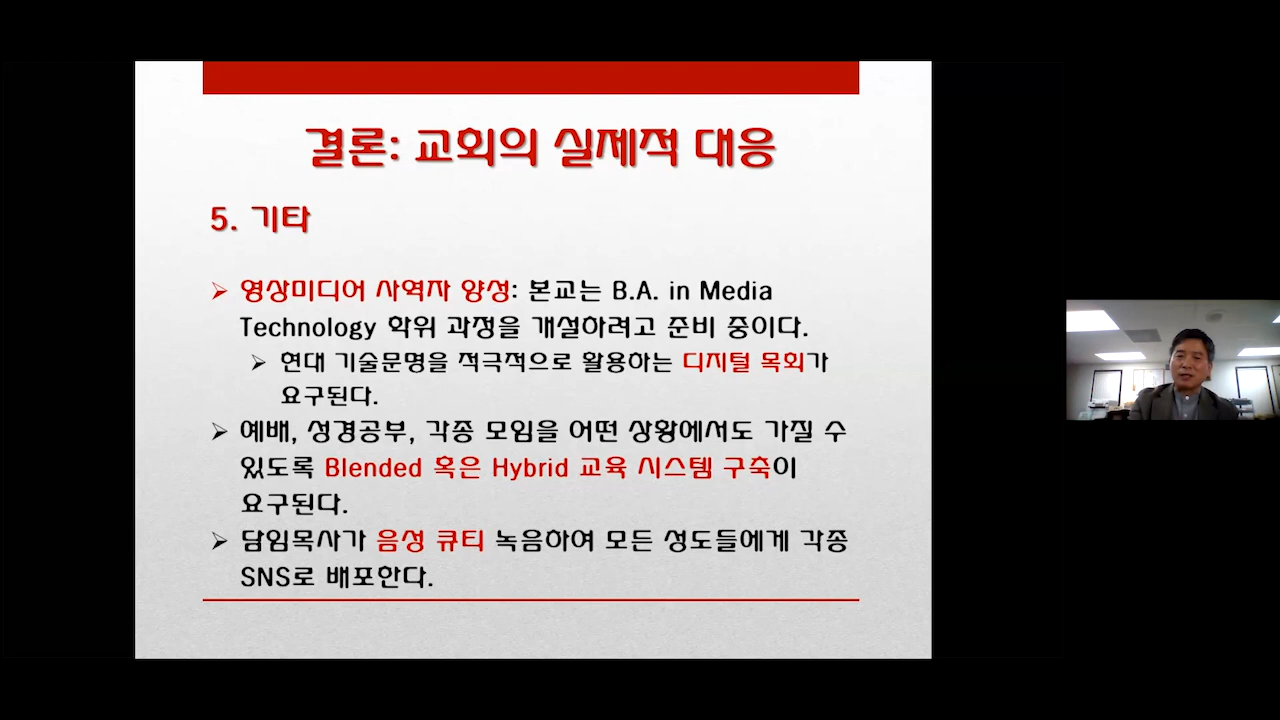 결론: 교회의 실제적 대응
5. 기타
➢ 영상미디어 사역자 양성: 본교는 B.A. in Media
Technology 학위 과정을 개설하려고 준비 중이다.
➢ 현대 기술문명을 적극적으로 활용하는 디지털 목회가
요구된다.
➢ 예배, 성경공부, 각종 모임을 어떤 상황에서도 가질 수
있도록 Blended 혹은 Hybrid 교육 시스템 구축이
요구된다.
➢ 담임목사가 음성 큐티 녹음하여 모든 성도들에게 각종
SNS로 배포한다.